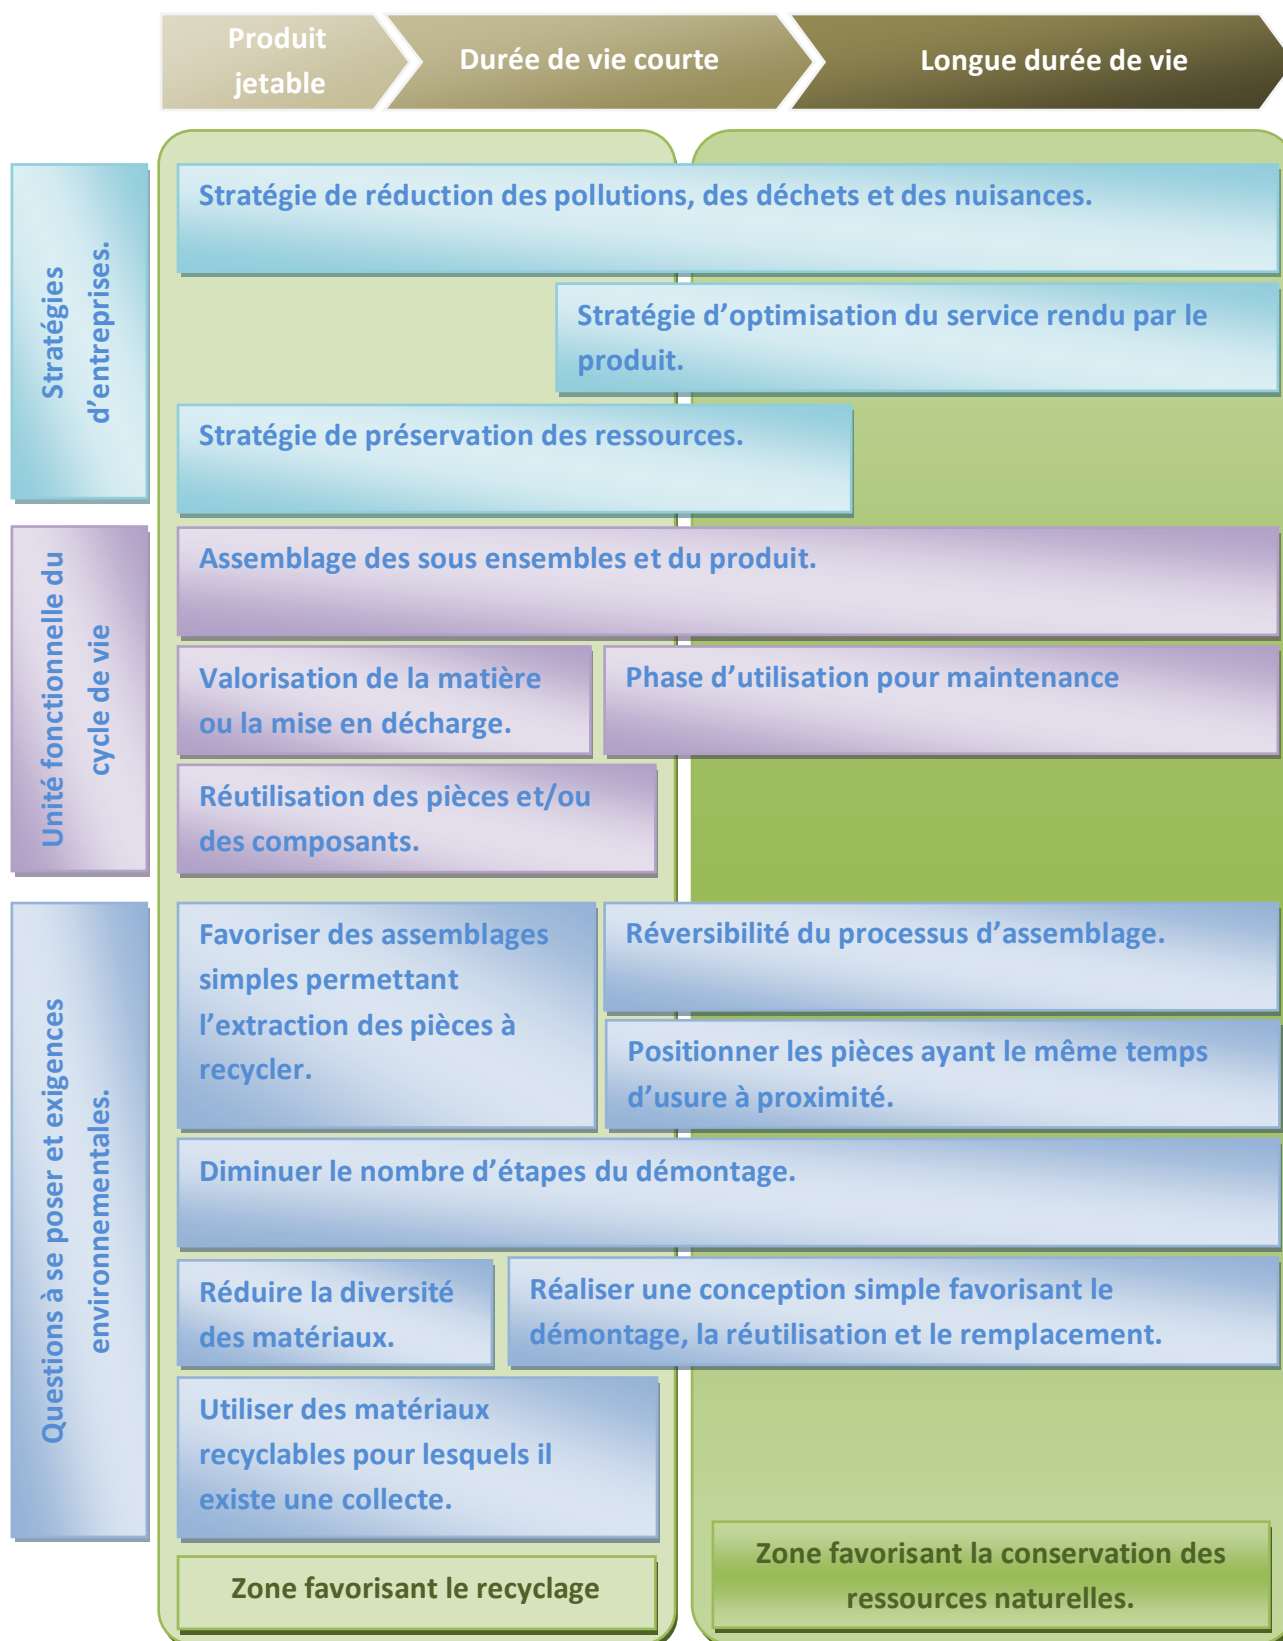 Produit
jetable
Durée de vie courte
Longue durée de vie
Stratégies
d'entreprises.
Stratégie de réduction des pollutions, des déchets et des nuisances.
Stratégie d'optimisation du service rendu par le
produit.
Stratégie de préservation des ressources.
Unité fonctionnelle du
cycle de vie
Assemblage des sous ensembles et du produit.
Valorisation de la matière
ou la mise en décharge.
Phase d'utilisation pour maintenance
Réutilisation des pièces et/ou
des composants.
Questions à se poser et exigences
environnementales.
Favoriser des assemblages
simples permettant
l'extraction des pièces à
recycler.
Réversibilité du processus d'assemblage.
Positionner les pièces ayant le même temps
d'usure à proximité.
Diminuer le nombre d'étapes du démontage.
Réduire la diversité
des matériaux.
Réaliser une conception simple favorisant le
démontage, la réutilisation et le remplacement.
Utiliser des matériaux
recyclables pour lesquels il
existe une collecte.
Zone favorisant le recyclage
Zone favorisant la conservation des
ressources naturelles.